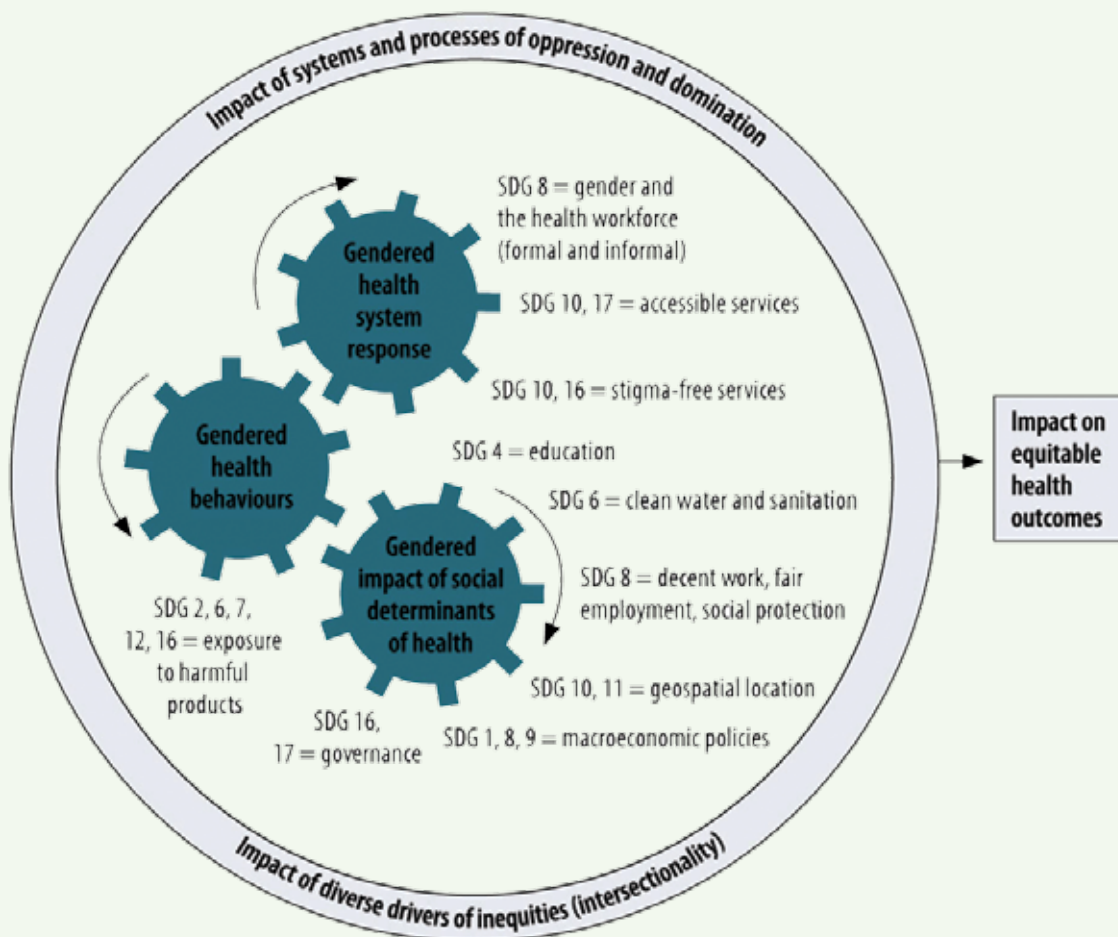 Impact of systems and processes of oppression and domination
SDG 8 = gender and
the health workforce
(formal and informal)
Gendered
health
system
response
SDG 10, 17 = accessible services
SDG 10, 16 = stigma-free services
Gendered
health
behaviours
SDG 4 = education
SDG 6 = clean water and sanitation
Gendered
impact of social
determinants
of health
SDG 8 = decent work, fair
employment, social protection
SDG 2, 6, 7,
12, 16 = exposure
to harmful
products
SDG 10, 11 = geospatial location
SDG 16,
17 = governance
SDG 1, 8, 9 = macroeconomic policies
Impact of diverse drivers of inequities (intersectionality)
Impact on
equitable
health
outcomes